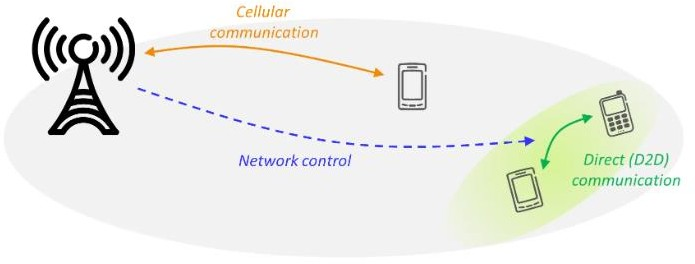 Cellular
communication
Network control
Direct (D2D)
communication